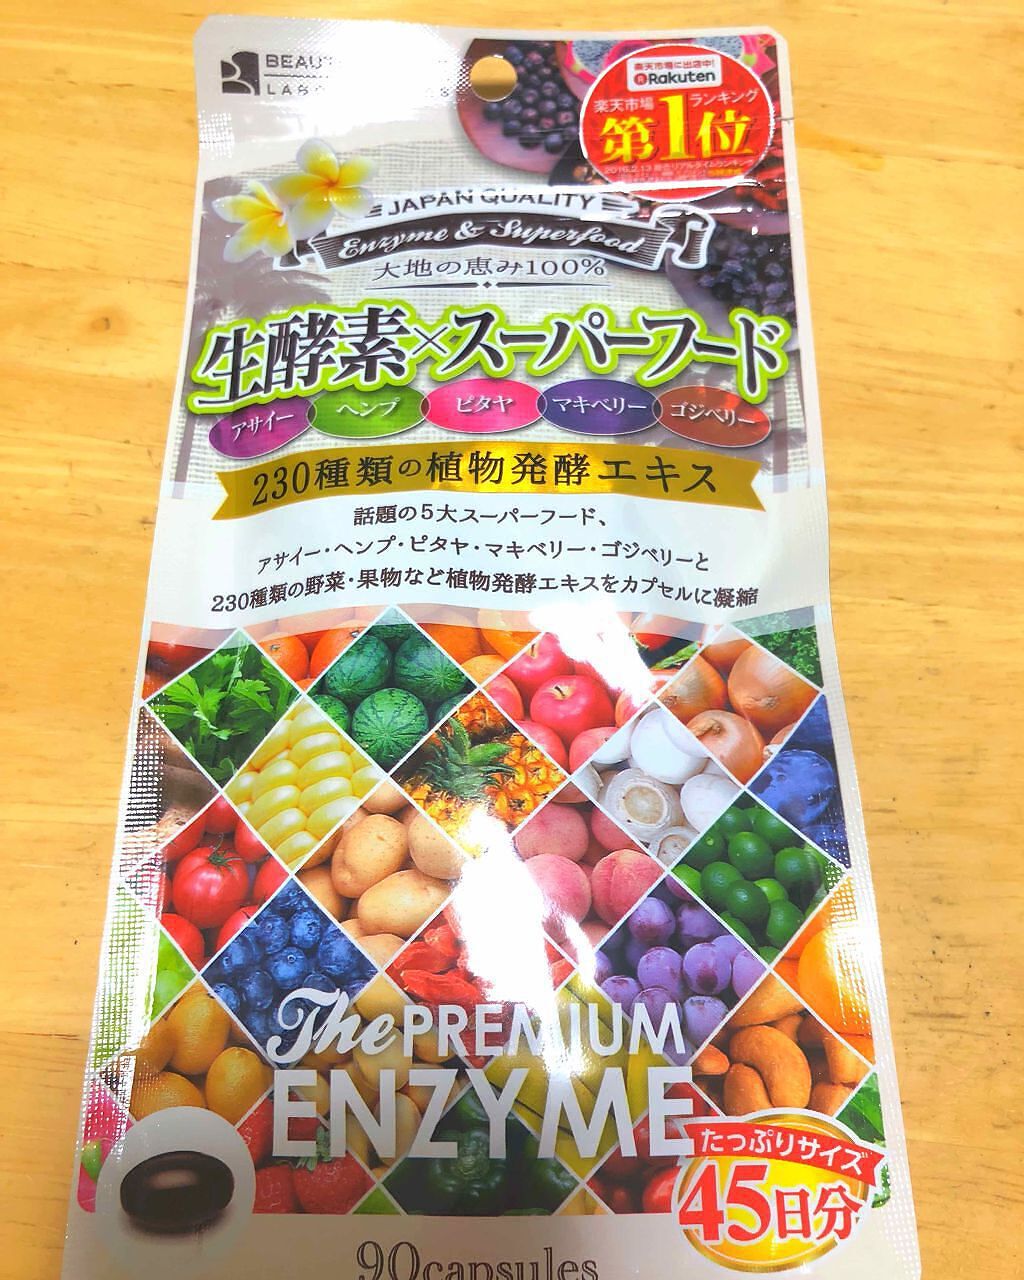 楽天市場に出店中!
Rakuten
楽天市場 ランキング
第1位
JAPAN QUALITY
Enzyme & Superfood
大地の恵み100%
生酵素×スーパーフード
アサイー ヘンプ ピタヤ マキベリー ゴジベリー
230種類の植物発酵エキス
話題の5大スーパーフード、
アサイー・ヘンプ・ピタヤ・マキベリー・ゴジベリーと
230種類の野菜・果物など植物発酵エキスをカプセルに凝縮
The PREMIUM
ENZYME
たっぷりサイズ
45日分
90capsules